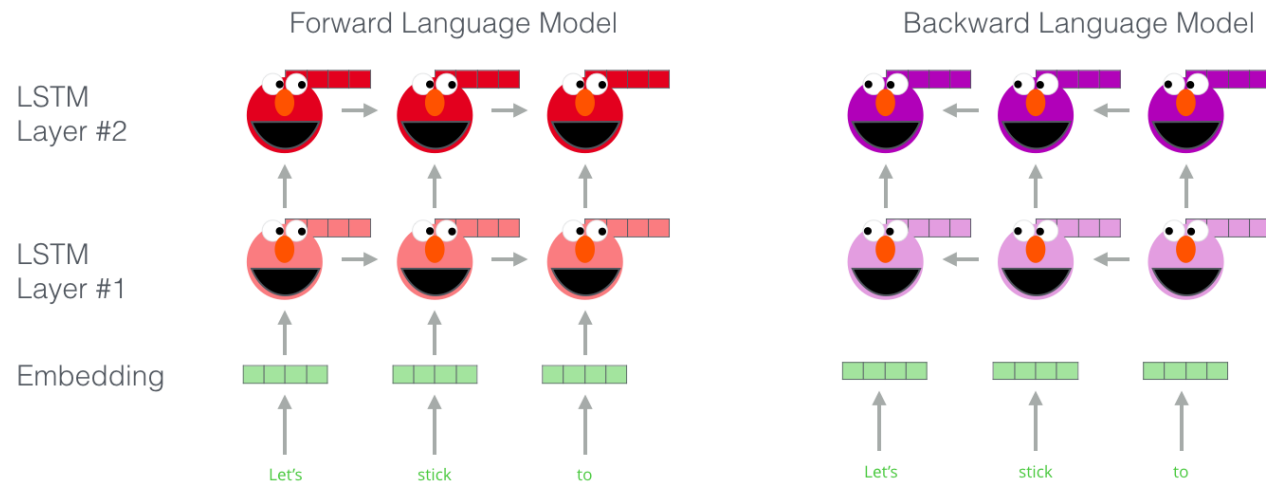 Forward Language Model
Backward Language Model
LSTM
Layer #2
LSTM
Layer #1
Embedding
Let's
stick
to
Let's
stick
to